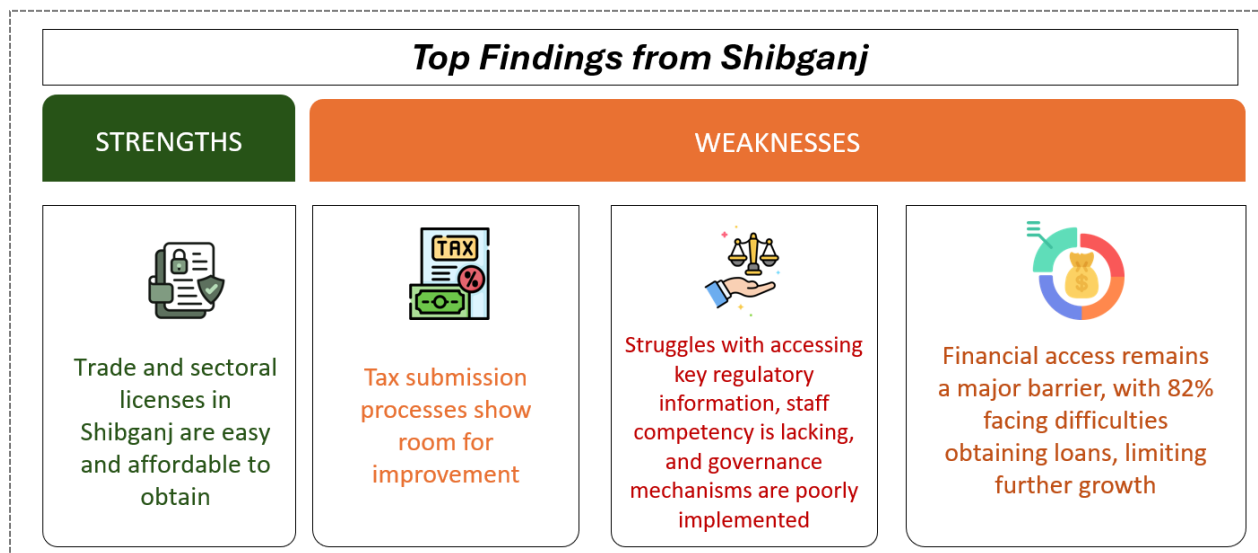 Top Findings from Shibganj
STRENGTHS
WEAKNESSES
Trade and sectoral
licenses in
Shibganj are easy
and affordable to
obtain
TAX
%
Tax submission
processes show
room for
improvement
Struggles with accessing
key regulatory
information, staff
competency is lacking,
and governance
mechanisms are poorly
implemented
$
Financial access remains
a major barrier, with 82%
facing difficulties
obtaining loans, limiting
further growth